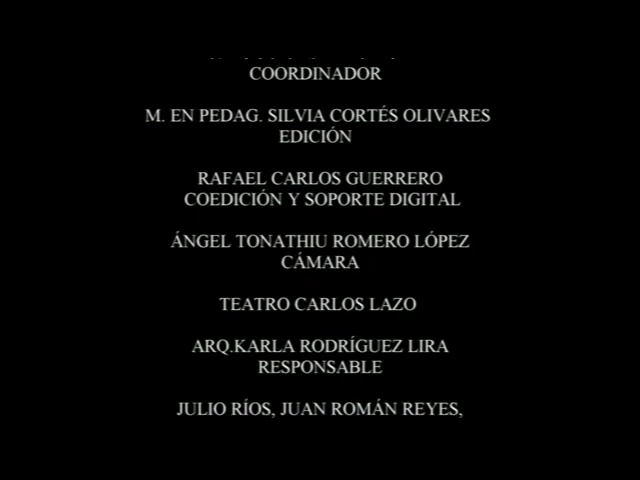 COORDINADOR
M. EN PEDAG. SILVIA CORTÉS OLIVARES
EDICIÓN
RAFAEL CARLOS GUERRERO
COEDICIÓN Y SOPORTE DIGITAL
ÁNGEL TONATHIU ROMERO LÓPEZ
CÁMARA
TEATRO CARLOS LAZO
ARQ.KARLA RODRÍGUEZ LIRA
RESPONSABLE
JULIO RÍOS, JUAN ROMÁN REYES,